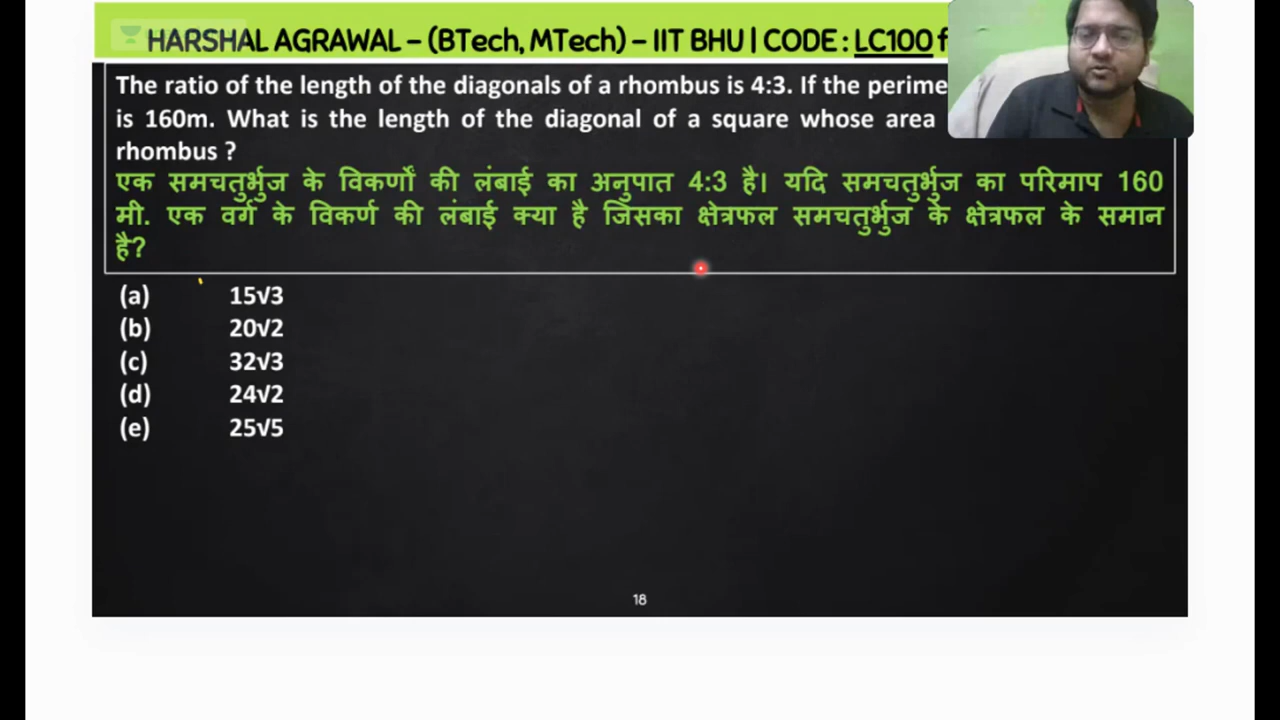 HARSHAL AGRAWAL – (BTech, MTech) – IIT BHU | CODE : LC100 f
The ratio of the length of the diagonals of a rhombus is 4:3. If the perime
is 160m. What is the length of the diagonal of a square whose area
rhombus ?
एक समचतुर्भुज के विकर्णों की लंबाई का अनुपात 4:3 है। यदि समचतुर्भुज का परिमाप 160
मी. एक वर्ग के विकर्ण की लंबाई क्या है जिसका क्षेत्रफल समचतुर्भुज के क्षेत्रफल के समान
है?
(a) 15√3
(b) 20√2
(c) 32√3
(d) 24√2
(e) 25√5
18